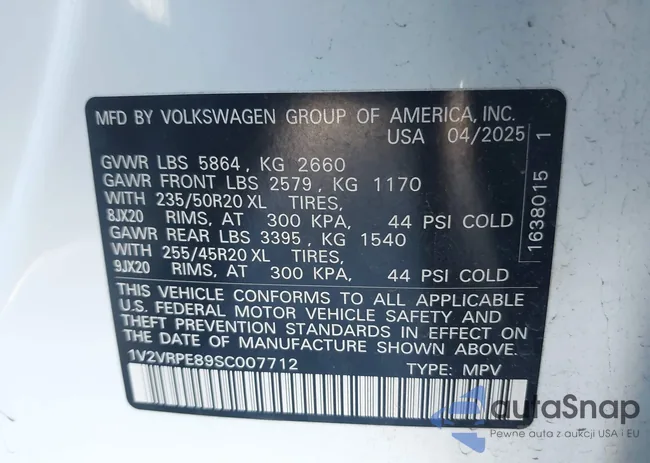 MFD BY VOLKSWAGEN GROUP OF AMERICA, INC.
USA 04/2025
GVWR LBS 5864 , KG 2660
GAWR FRONT LBS 2579 , KG 1170
WITH 235/50R20 XL TIRES,
8JX20 RIMS, AT 300 KPA, 44 PSI COLD
GAWR REAR LBS 3395 , KG 1540
WITH 255/45R20 XL TIRES,
9JX20 RIMS, AT 300 KPA, 44 PSI COLD
THIS VEHICLE CONFORMS TO ALL APPLICABLE
U.S. FEDERAL MOTOR VEHICLE SAFETY AND
THEFT PREVENTION STANDARDS IN EFFECT ON
THE DATE OF MANUFACTURE SHOWN ABOVE.
1V2VRPE89SC007712 TYPE: MPV
1638015 1
autaSnap
Pewne auta z aukcji USA i EU